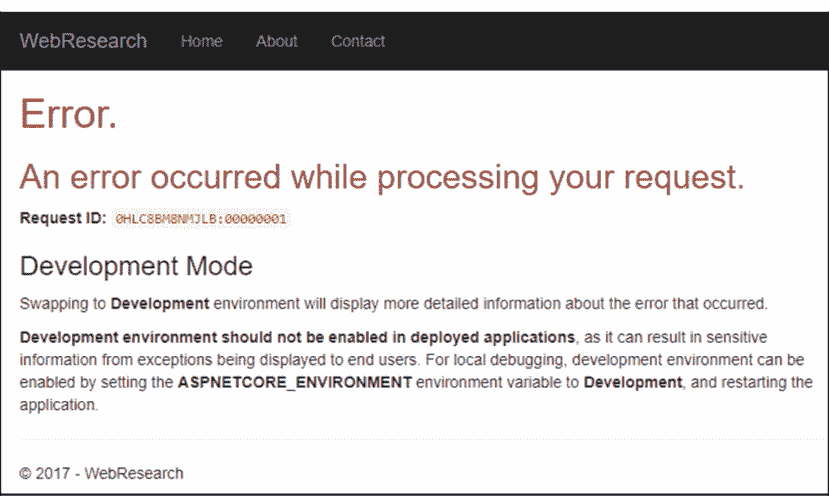 WebResearch Home About Contact
Error.
An error occurred while processing your request.
Request ID: 0HLC8BM8NMJLB:00000001
Development Mode
Swapping to Development environment will display more detailed information about the error that occurred.
Development environment should not be enabled in deployed applications, as it can result in sensitive
information from exceptions being displayed to end users. For local debugging, development environment can be
enabled by setting the ASPNETCORE_ENVIRONMENT environment variable to Development, and restarting the
application.
© 2017 - WebResearch